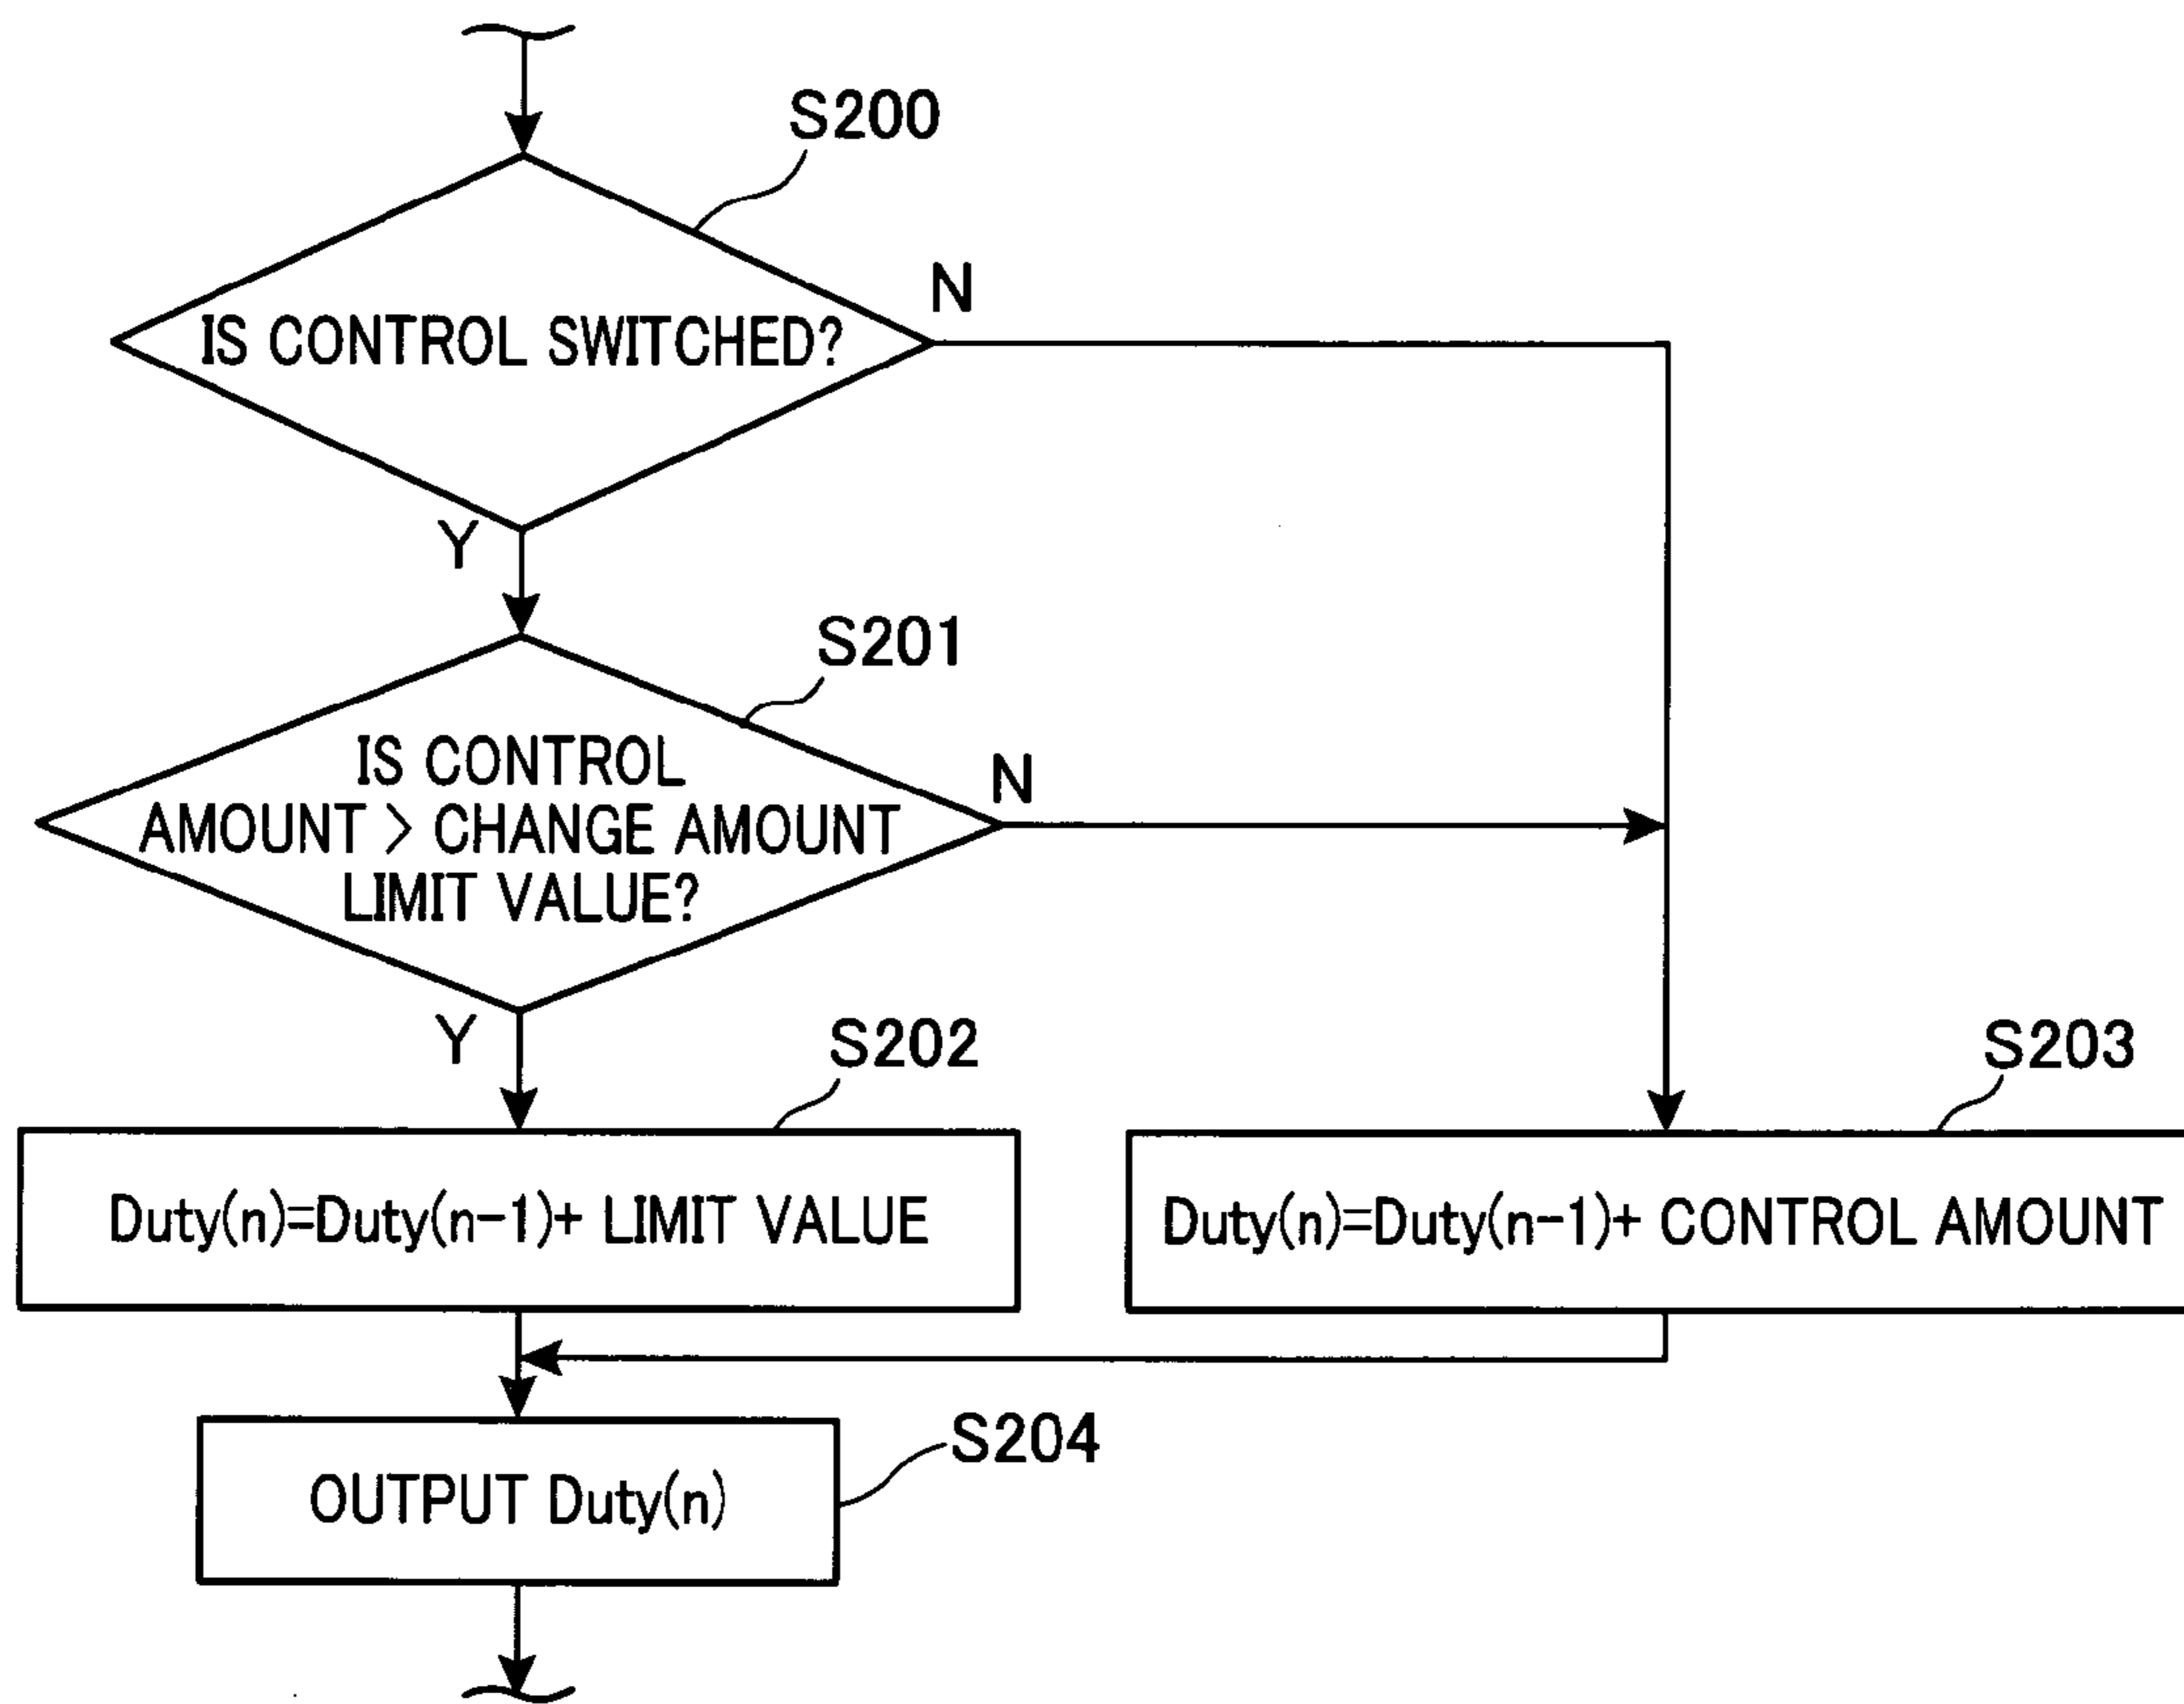 S200
IS CONTROL SWITCHED?
N
Y
S201
IS CONTROL
AMOUNT > CHANGE AMOUNT
LIMIT VALUE?
N
Y
S202
S203
Duty(n)=Duty(n-1)+ LIMIT VALUE
Duty(n)=Duty(n-1)+ CONTROL AMOUNT
S204
OUTPUT Duty(n)